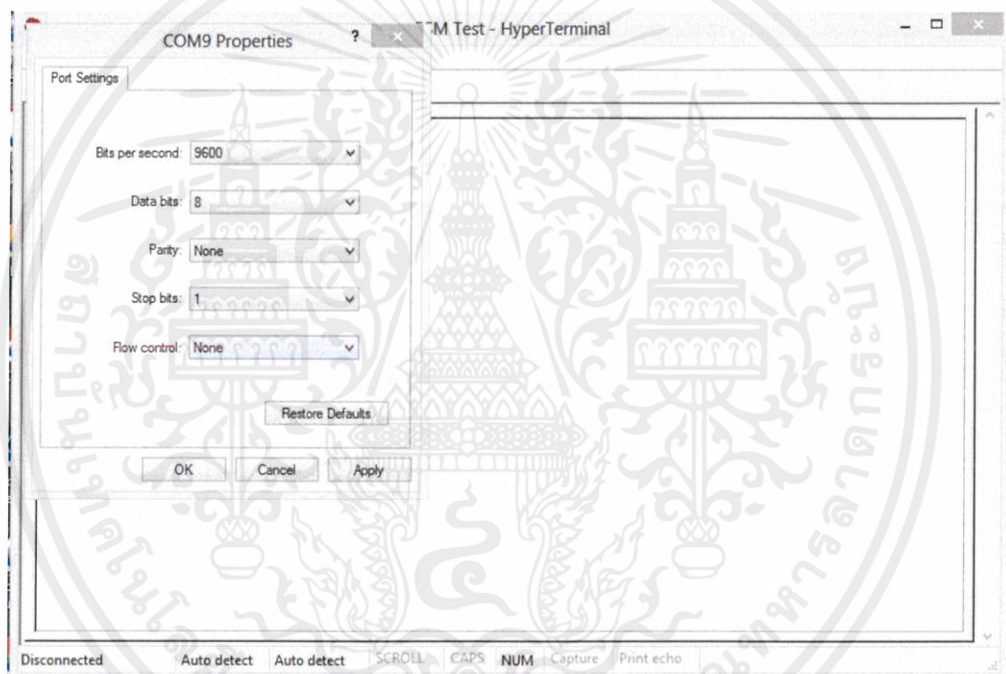 COM9 Properties
?
M Test - HyperTerminal
Port Settings
Bits per second: 9600
Data bits: 8
Parity: None
Stop bits: 1
Flow control: None
Restore Defaults
OK Cancel Apply
Disconnected Auto detect Auto detect SCROLL CAPS NUM Capture Print echo